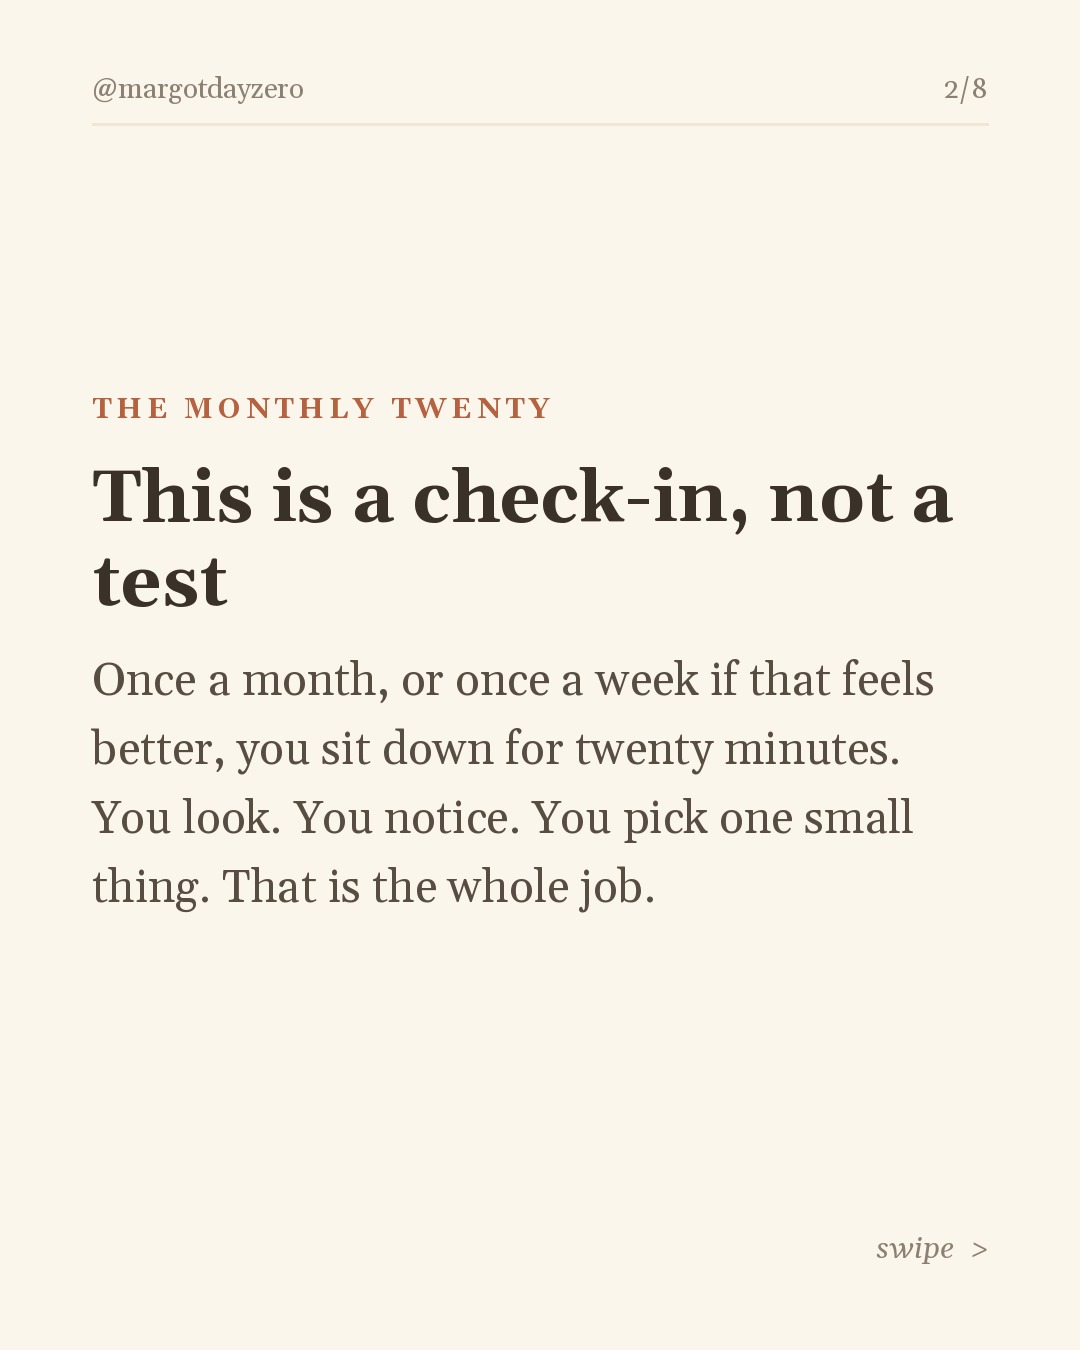 @margotdayzero
2/8
THE MONTHLY TWENTY
This is a check-in, not a
test
Once a month, or once a week if that feels
better, you sit down for twenty minutes.
You look. You notice. You pick one small
thing. That is the whole job.
swipe >